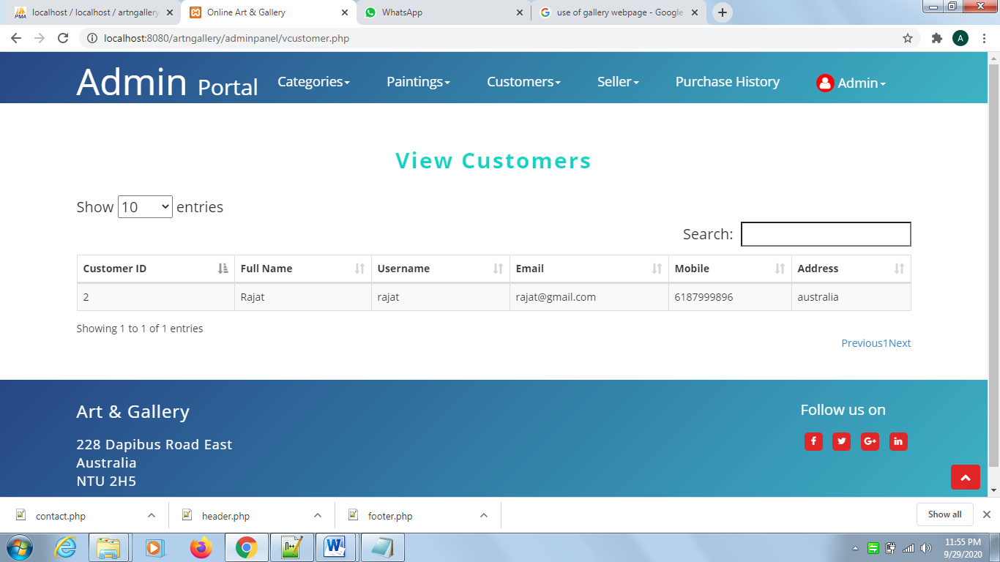 localhost / localhost / artngallery
Online Art & Gallery
WhatsApp
use of gallery webpage - Google
localhost:8080/artngallery/adminpanel/vcustomer.php
A
Admin Portal
Categories
Paintings
Customers
Seller
Purchase History
Admin
View Customers
Show 10 entries
Search:
Customer ID Full Name Username Email Mobile Address
2 Rajat rajat rajat@gmail.com 6187999896 australia
Showing 1 to 1 of 1 entries
Previous1Next
Art & Gallery
Follow us on
228 Dapibus Road East
Australia
NTU 2H5
contact.php
header.php
footer.php
Show all
11:55 PM
9/29/2020